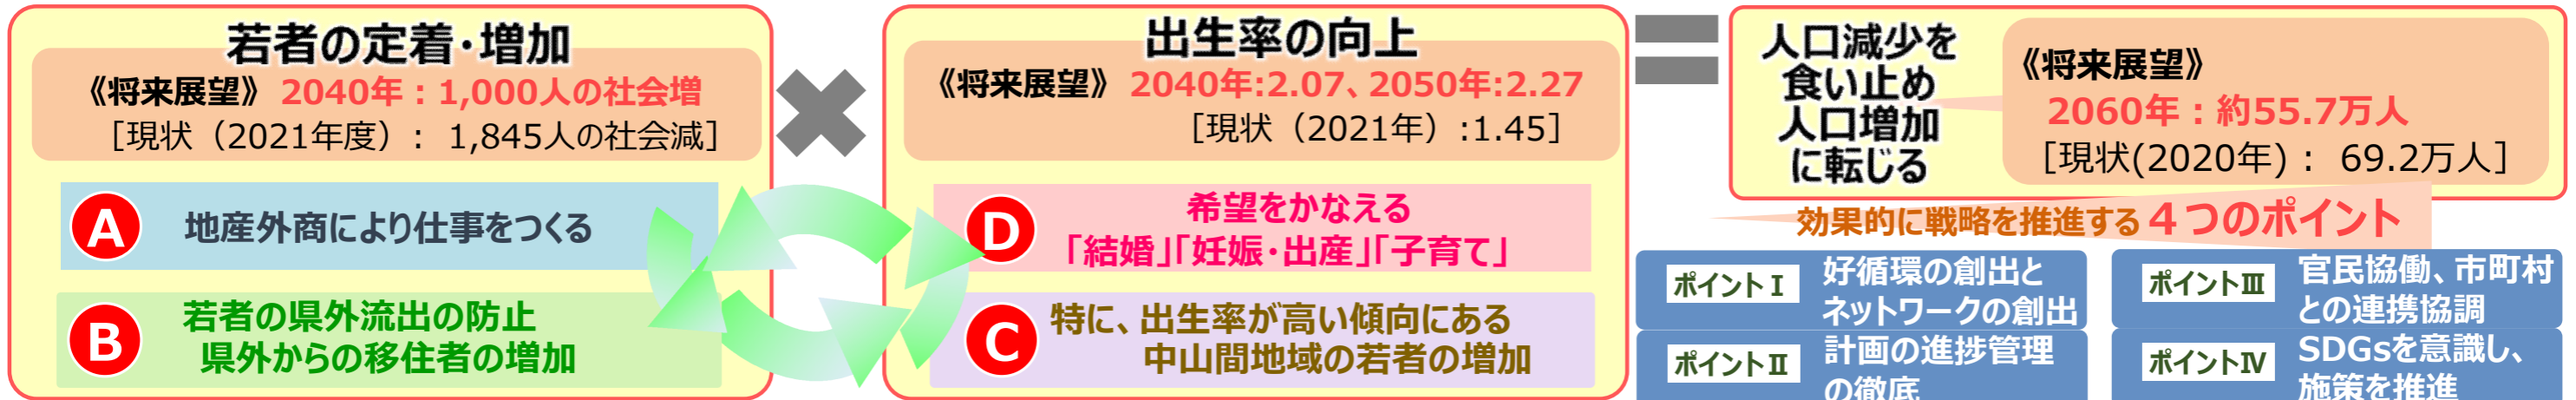 若者の定着・増加
《将来展望》 2040年：1,000人の社会増
［現状（2021年度）： 1,845人の社会減］
A 地産外商により仕事をつくる
B 若者の県外流出の防止
県外からの移住者の増加
出生率の向上
《将来展望》 2040年:2.07、2050年:2.27
［現状（2021年）:1.45］
D 希望をかなえる
「結婚」「妊娠・出産」「子育て」
C 特に、出生率が高い傾向にある
中山間地域の若者の増加
人口減少を
食い止め
人口増加
に転じる
《将来展望》
2060年：約55.7万人
［現状(2020年)： 69.2万人］
効果的に戦略を推進する４つのポイント
ポイントⅠ 好循環の創出と
ネットワークの創出
ポイントⅡ 計画の進捗管理
の徹底
ポイントⅢ 官民協働、市町村
との連携協調
ポイントⅣ SDGsを意識し、
施策を推進